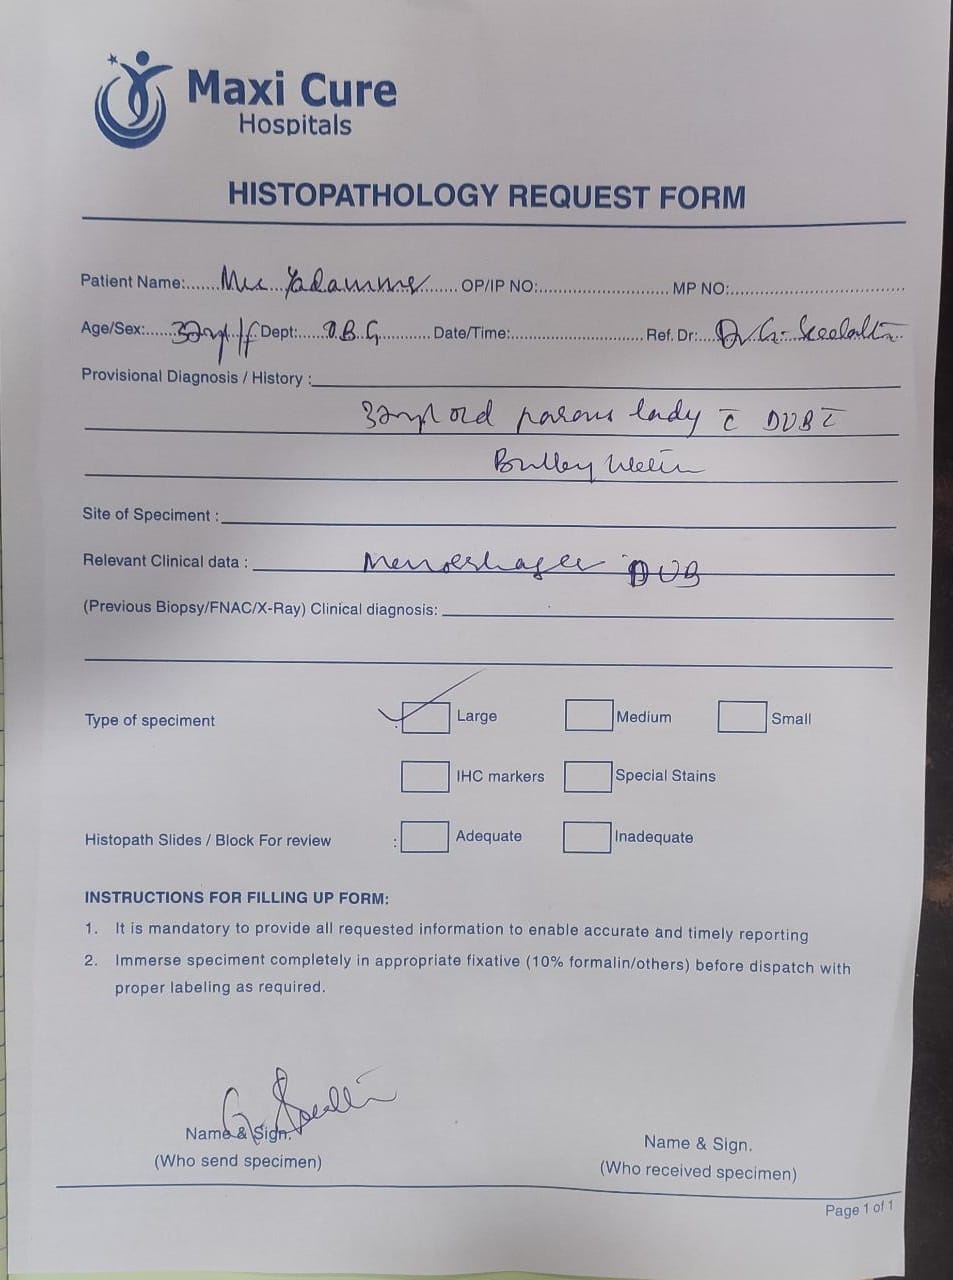 Maxi Cure
Hospitals
HISTOPATHOLOGY REQUEST FORM
Patient Name:....... ....... OP/IP NO:............................ MP NO:......................................
Age/Sex:...... Dept:..... O.B.G........... Date/Time:............................ Ref. Dr:.... Dr G.
Provisional Diagnosis / History :
old parous lady c̄ DUB c̄
Bulky
Site of Speciment :
Relevant Clinical data : DUB
(Previous Biopsy/FNAC/X-Ray) Clinical diagnosis:
Type of speciment Large Medium Small
IHC markers Special Stains
Histopath Slides / Block For review : Adequate Inadequate
INSTRUCTIONS FOR FILLING UP FORM:
1. It is mandatory to provide all requested information to enable accurate and timely reporting
2. Immerse speciment completely in appropriate fixative (10% formalin/others) before dispatch with
proper labeling as required.
Name & Sign. Name & Sign.
(Who send specimen) (Who received specimen)
Page 1 of 1